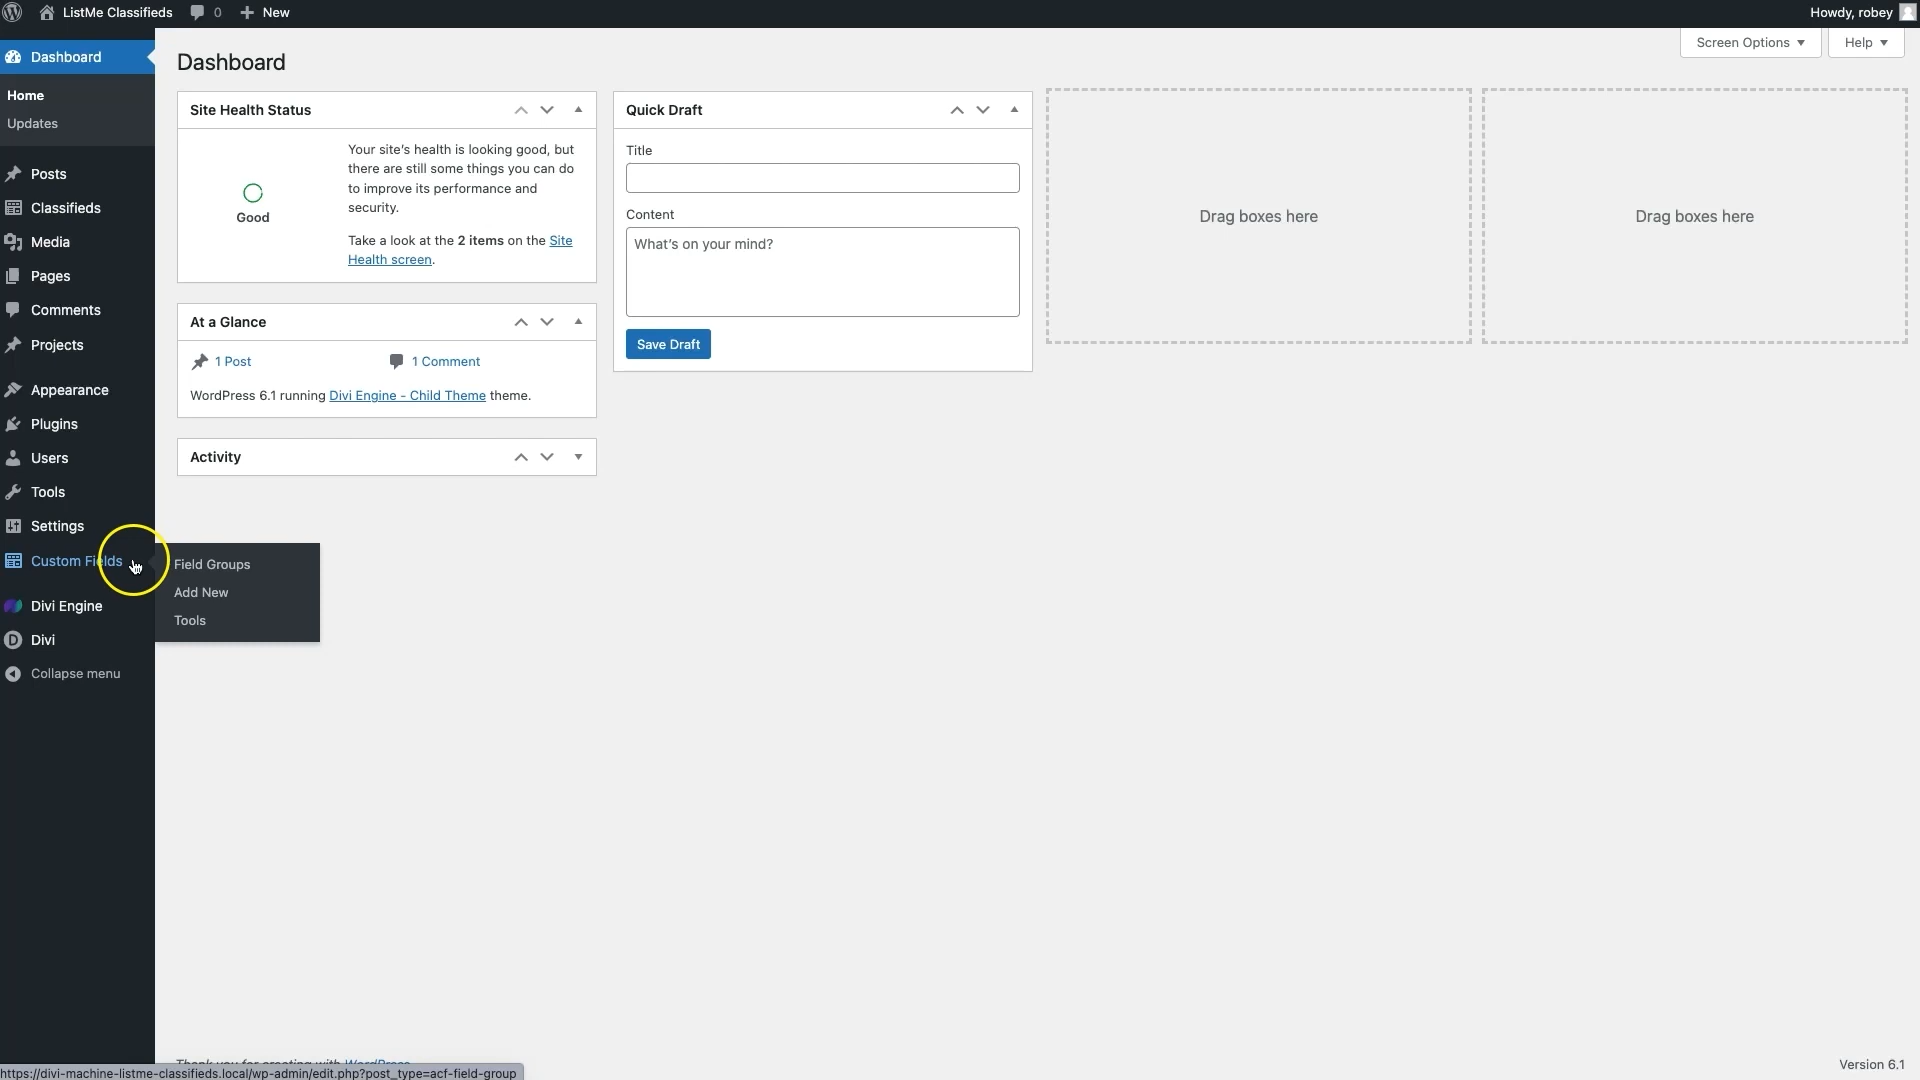 ListMe Classifieds
0
New
Howdy, robey
Dashboard
Home
Updates
Posts
Classifieds
Media
Pages
Comments
Projects
Appearance
Plugins
Users
Tools
Settings
Custom Fields
Divi Engine
Divi
Collapse menu
Field Groups
Add New
Tools
Screen Options
Help
Dashboard
Site Health Status
Good
Your site's health is looking good, but
there are still some things you can do
to improve its performance and
security.
Take a look at the 2 items on the Site
Health screen.
At a Glance
1 Post
1 Comment
WordPress 6.1 running Divi Engine - Child Theme theme.
Activity
Quick Draft
Title
Content
What's on your mind?
Save Draft
Drag boxes here
Drag boxes here
Thank you for creating with WordPress.
Version 6.1
https://divi-machine-listme-classifieds.local/wp-admin/edit.php?post_type=acf-field-group